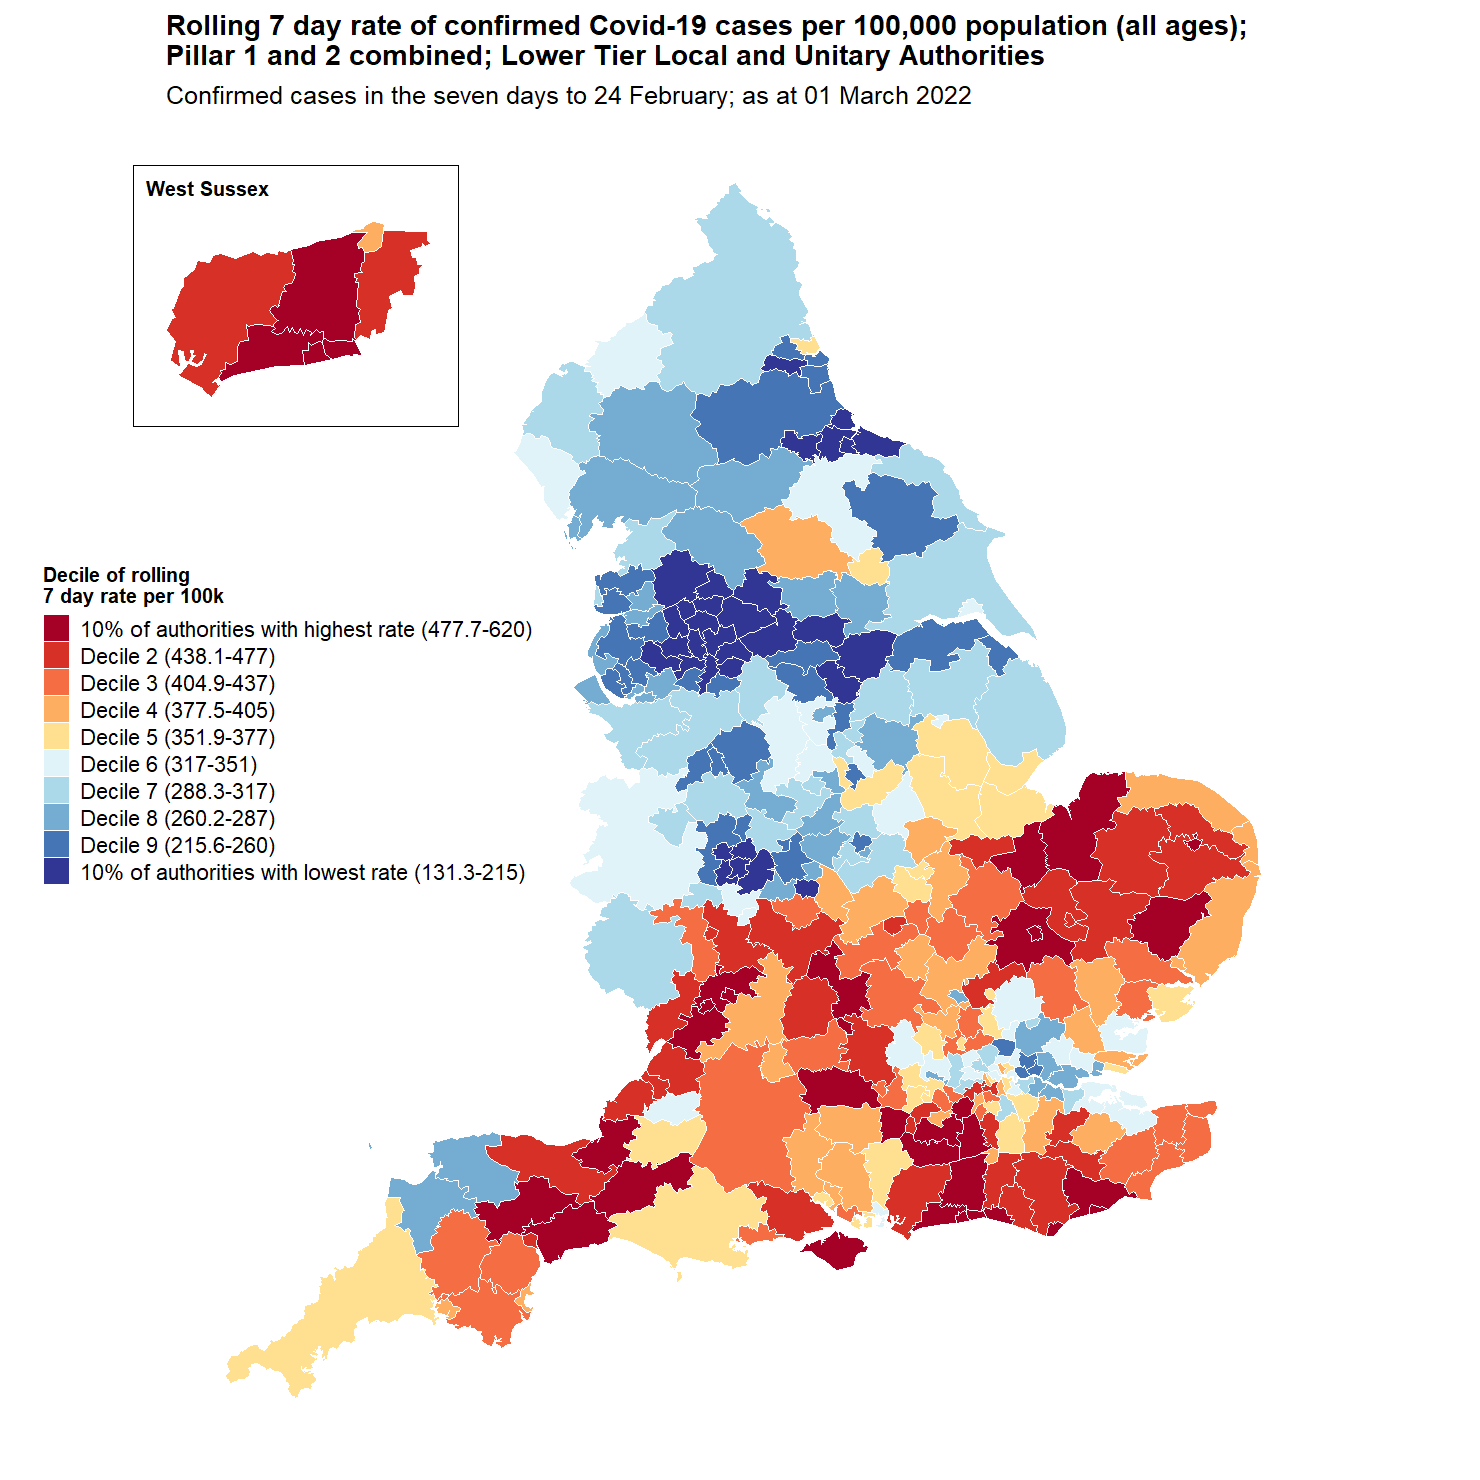 Rolling 7 day rate of confirmed Covid-19 cases per 100,000 population (all ages);
Pillar 1 and 2 combined; Lower Tier Local and Unitary Authorities
Confirmed cases in the seven days to 24 February; as at 01 March 2022
West Sussex
Decile of rolling
7 day rate per 100k
10% of authorities with highest rate (477.7-620)
Decile 2 (438.1-477)
Decile 3 (404.9-437)
Decile 4 (377.5-405)
Decile 5 (351.9-377)
Decile 6 (317-351)
Decile 7 (288.3-317)
Decile 8 (260.2-287)
Decile 9 (215.6-260)
10% of authorities with lowest rate (131.3-215)